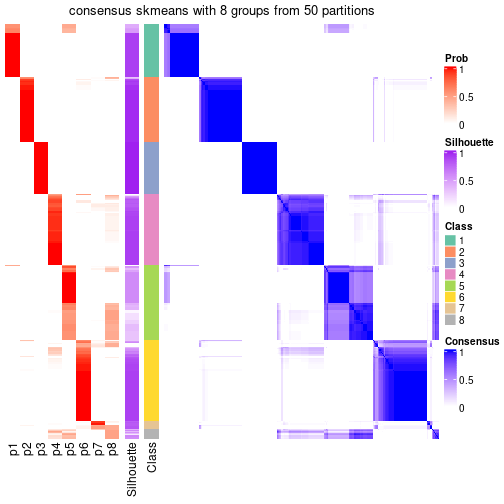 consensus skmeans with 8 groups from 50 partitions
Prob
1
0.5
0
Silhouette
1
0.5
0
Class
1
2
3
4
5
6
7
8
Consensus
1
0.5
0
p1
p2
p3
p4
p5
p6
p7
p8
Silhouette
Class